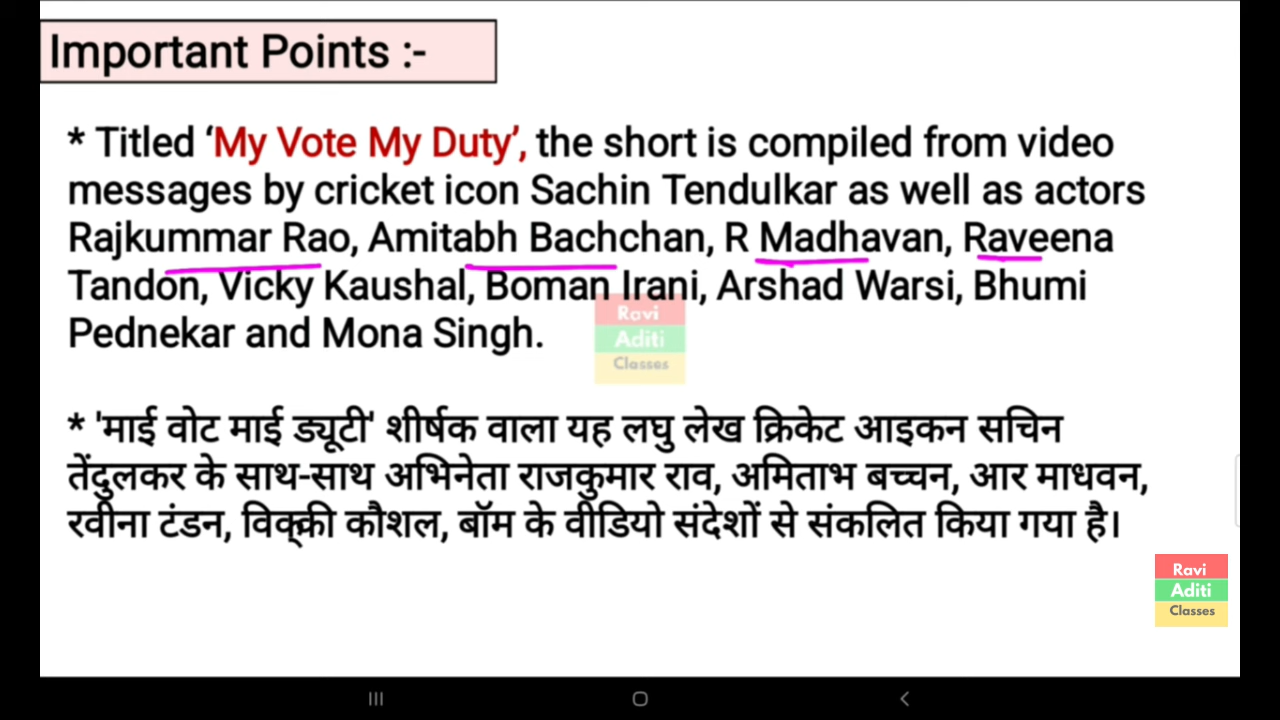 Important Points :-
* Titled ‘My Vote My Duty’, the short is compiled from video
messages by cricket icon Sachin Tendulkar as well as actors
Rajkummar Rao, Amitabh Bachchan, R Madhavan, Raveena
Tandon, Vicky Kaushal, Boman Irani, Arshad Warsi, Bhumi
Pednekar and Mona Singh.
Ravi
Aditi
Classes
* 'माई वोट माई ड्यूटी' शीर्षक वाला यह लघु लेख क्रिकेट आइकन सचिन
तेंदुलकर के साथ-साथ अभिनेता राजकुमार राव, अमिताभ बच्चन, आर माधवन,
रवीना टंडन, विक्की कौशल, बॉम के वीडियो संदेशों से संकलित किया गया है।
Ravi
Aditi
Classes